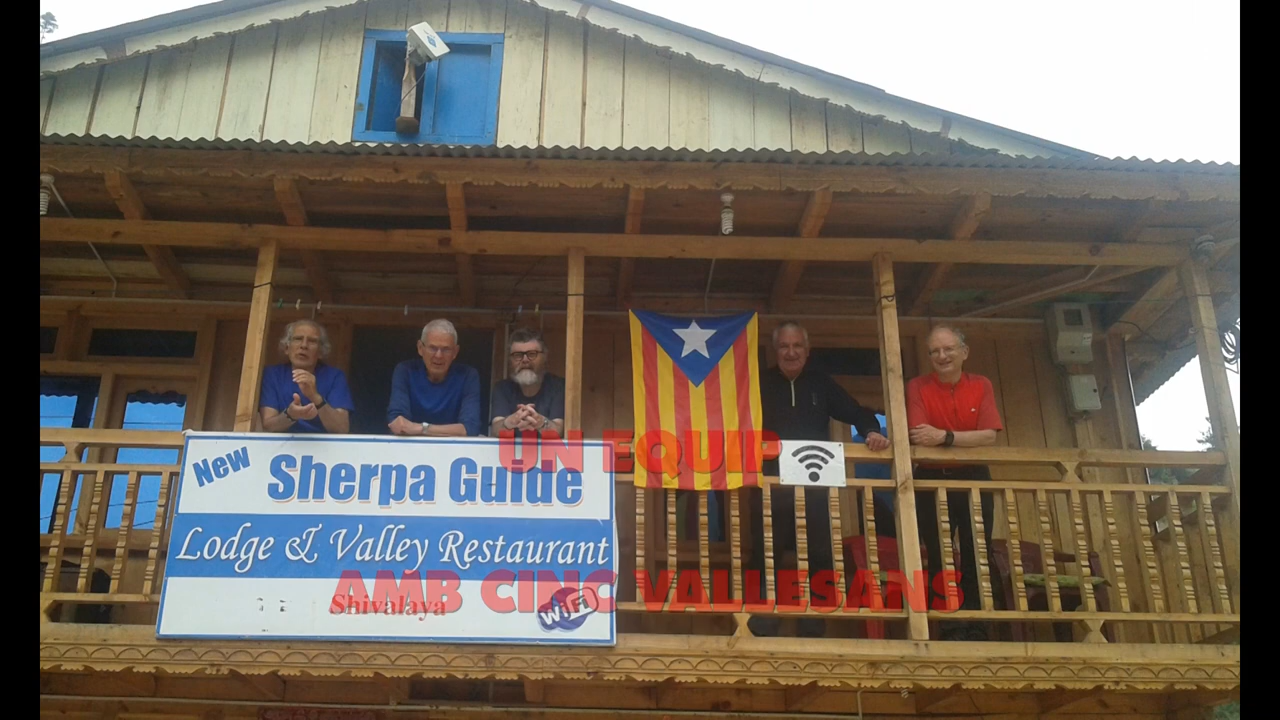 New
Sherpa Guide
Lodge & Valley Restaurant
Shivalaya
WiFi
UN EQUIP
AMB CINC VALLESANS